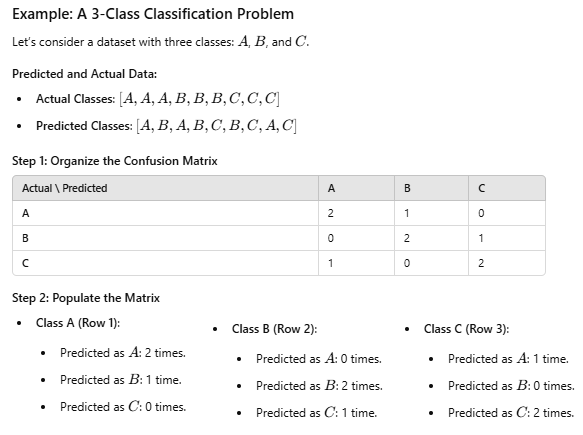 Example: A 3-Class Classification Problem
Let's consider a dataset with three classes: A, B, and C.
Predicted and Actual Data:
• Actual Classes: [A, A, A, B, B, B, C, C, C]
• Predicted Classes: [A, B, A, B, C, B, C, A, C]
Step 1: Organize the Confusion Matrix
Actual \ Predicted A B C
A 2 1 0
B 0 2 1
C 1 0 2
Step 2: Populate the Matrix
• Class A (Row 1):
• Predicted as A: 2 times.
• Predicted as B: 1 time.
• Predicted as C: 0 times.
• Class B (Row 2):
• Predicted as A: 0 times.
• Predicted as B: 2 times.
• Predicted as C: 1 time.
• Class C (Row 3):
• Predicted as A: 1 time.
• Predicted as B: 0 times.
• Predicted as C: 2 times.